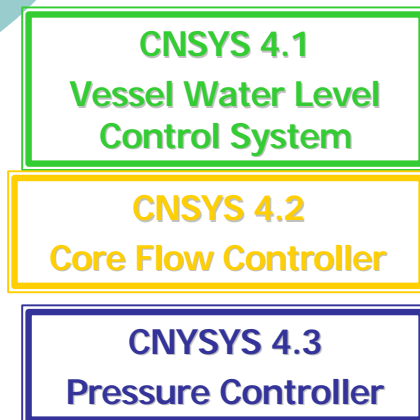 CNSYS 4.1
Vessel Water Level
Control System
CNSYS 4.2
Core Flow Controller
CNYSYS 4.3
Pressure Controller